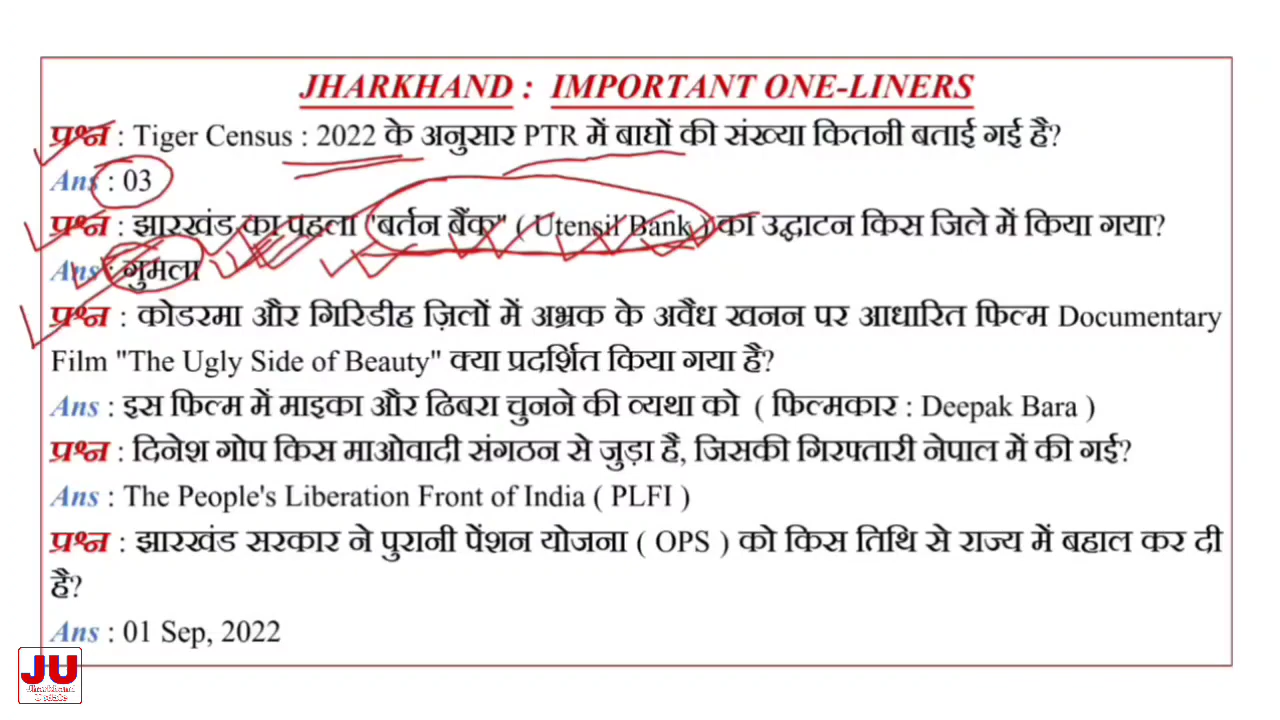 JHARKHAND : IMPORTANT ONE-LINERS
प्रश्न : Tiger Census : 2022 के अनुसार PTR में बाघों की संख्या कितनी बताई गई है?
Ans : 03
प्रश्न : झारखंड का पहला "बर्तन बैंक" ( Utensil Bank ) का उद्घाटन किस जिले में किया गया?
Ans : गुमला
प्रश्न : कोडरमा और गिरिडीह ज़िलों में अभ्रक के अवैध खनन पर आधारित फिल्म Documentary
Film "The Ugly Side of Beauty" क्या प्रदर्शित किया गया है?
Ans : इस फिल्म में माइका और ढिबरा चुनने की व्यथा को ( फिल्मकार : Deepak Bara )
प्रश्न : दिनेश गोप किस माओवादी संगठन से जुड़ा है, जिसकी गिरफ्तारी नेपाल में की गई?
Ans : The People's Liberation Front of India ( PLFI )
प्रश्न : झारखंड सरकार ने पुरानी पेंशन योजना ( OPS ) को किस तिथि से राज्य में बहाल कर दी
है?
Ans : 01 Sep, 2022
JU
Jharkhand
Update